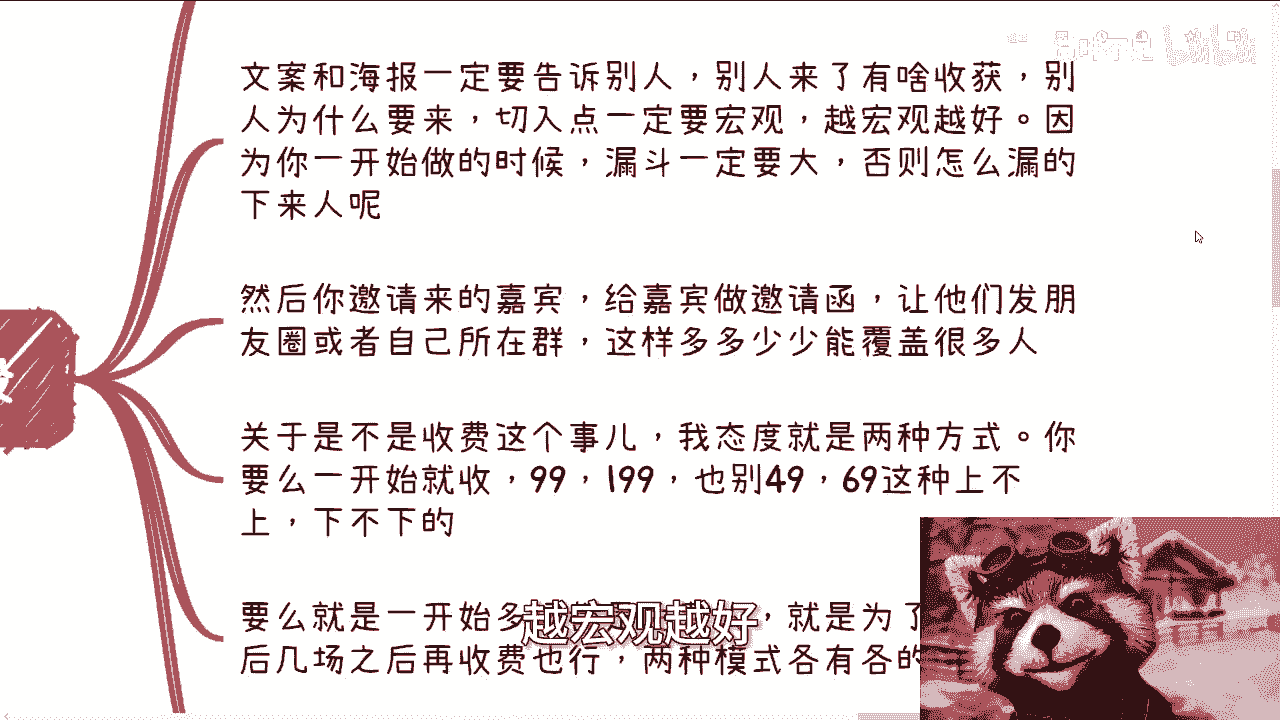 文案和海报一定要告诉别人，别人来了有啥收获，别
人为什么要来，切入点一定要宏观，越宏观越好。因
为你一开始做的时候，漏斗一定要大，否则怎么漏的
下来人呢
然后你邀请来的嘉宾，给嘉宾做邀请函，让他们发朋
友圈或者自己所在群，这样多多少少能覆盖很多人
关于是不是收费这个事儿，我态度就是两种方式。你
要么一开始就收，99，199，也别49，69这种上不
上，下不下的
要么就是一开始多
，就是为了
越宏观越好
后几场之后再收费也行，两种模式各有各的